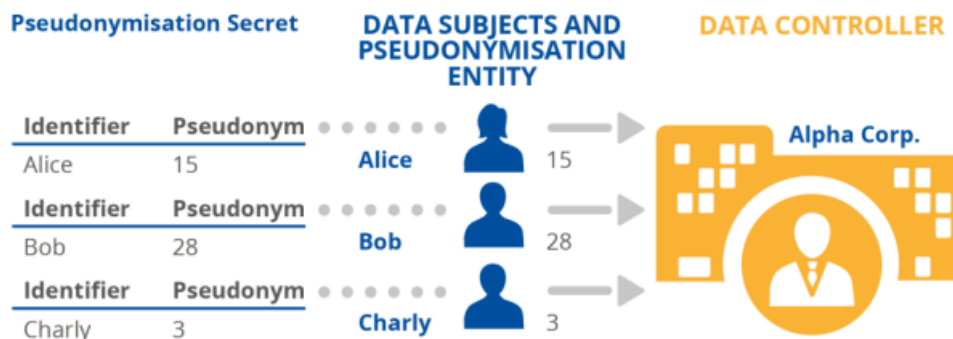 Pseudonymisation Secret
DATA SUBJECTS AND
PSEUDONYMISATION
ENTITY
DATA CONTROLLER
Identifier Pseudonym
Alice 15
Alice
15
Identifier Pseudonym
Bob 28
Bob
28
Identifier Pseudonym
Charly 3
Charly
3
Alpha Corp.